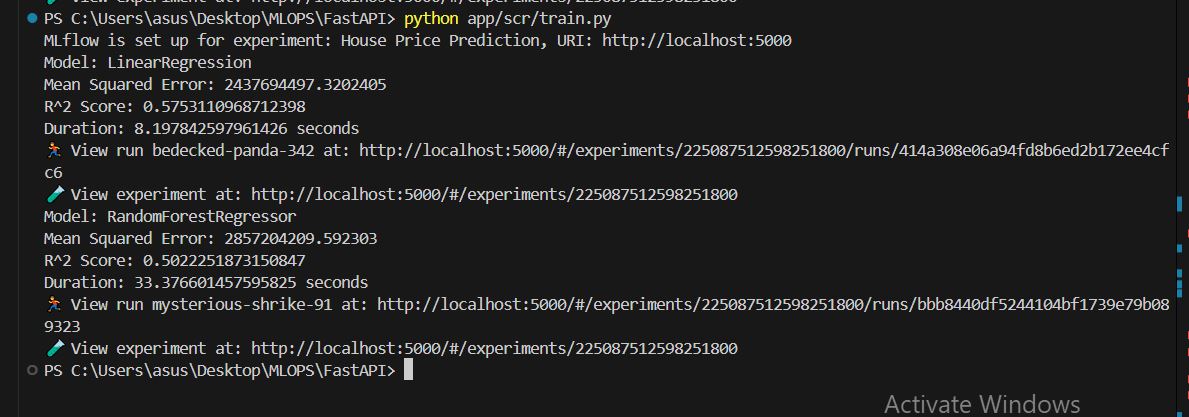 PS C:\Users\asus\Desktop\MLOPS\FastAPI> python app/scr/train.py
MLflow is set up for experiment: House Price Prediction, URI: http://localhost:5000
Model: LinearRegression
Mean Squared Error: 2437694497.3202405
R^2 Score: 0.5753110968712398
Duration: 8.197842597961426 seconds
🏃 View run bedecked-panda-342 at: http://localhost:5000/#/experiments/225087512598251800/runs/414a308e06a94fd8b6ed2b172ee4cf
c6
🧪 View experiment at: http://localhost:5000/#/experiments/225087512598251800
Model: RandomForestRegressor
Mean Squared Error: 2857204209.592303
R^2 Score: 0.5022251873150847
Duration: 33.376601457595825 seconds
🏃 View run mysterious-shrike-91 at: http://localhost:5000/#/experiments/225087512598251800/runs/bbb8440df5244104bf1739e79b08
9323
🧪 View experiment at: http://localhost:5000/#/experiments/225087512598251800
PS C:\Users\asus\Desktop\MLOPS\FastAPI>
Activate Windows